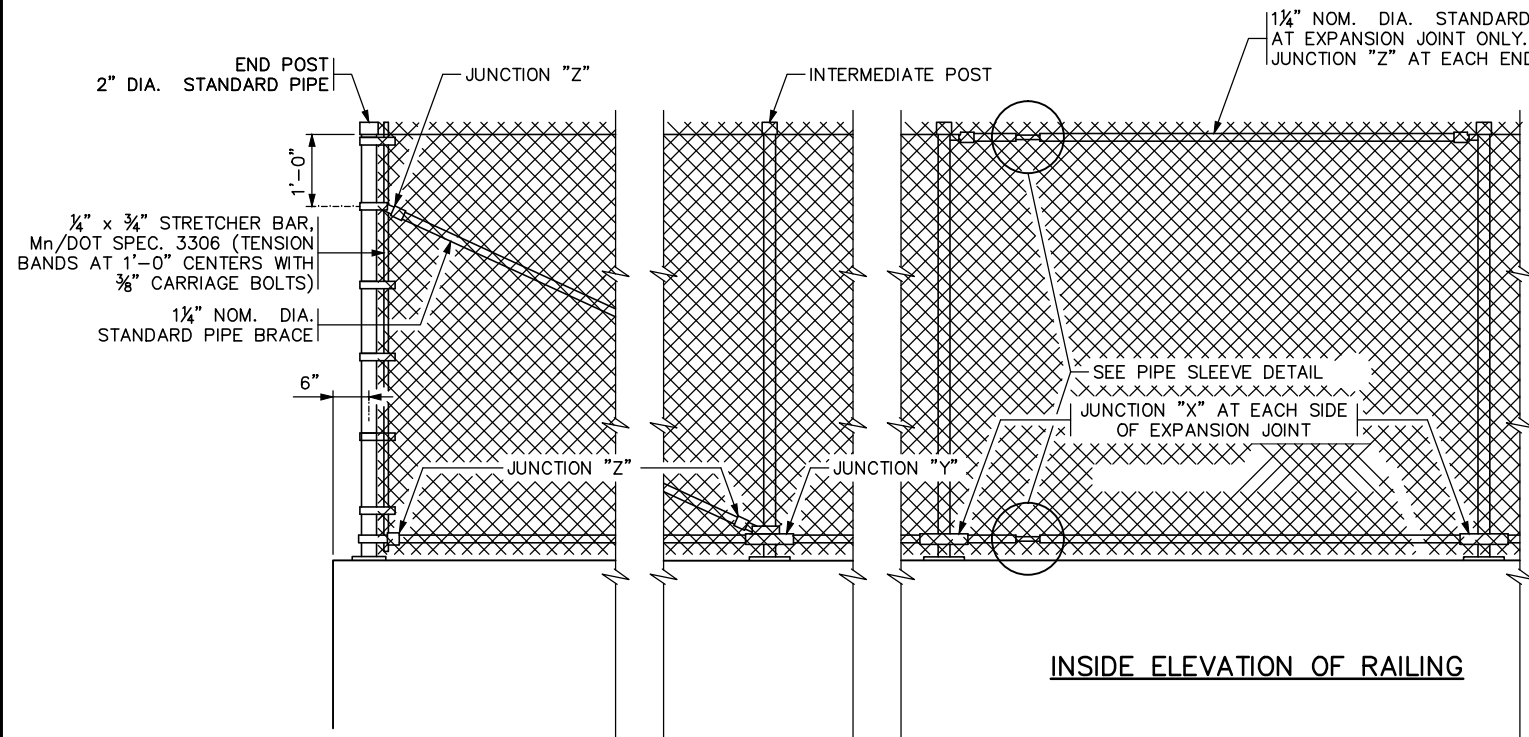 1¼" NOM. DIA. STANDARD
AT EXPANSION JOINT ONLY.
JUNCTION "Z" AT EACH END
END POST
2" DIA. STANDARD PIPE
JUNCTION "Z"
INTERMEDIATE POST
1'-0"
¼" x ¾" STRETCHER BAR,
Mn/DOT SPEC. 3306 (TENSION
BANDS AT 1'-0" CENTERS WITH
⅜" CARRIAGE BOLTS)
1¼" NOM. DIA.
STANDARD PIPE BRACE
6"
SEE PIPE SLEEVE DETAIL
JUNCTION "X" AT EACH SIDE
OF EXPANSION JOINT
JUNCTION "Z"
JUNCTION "Y"
INSIDE ELEVATION OF RAILING